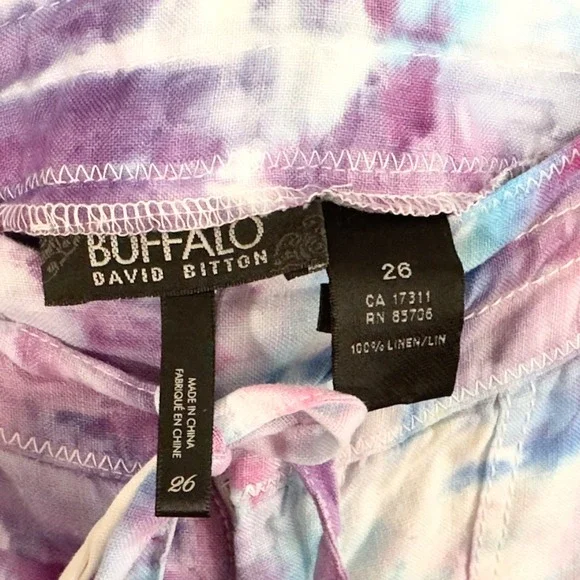 BUFFALO
DAVID BITTON
MADE IN CHINA
FABRIQUÉ EN CHINE
26
26
CA 17311
RN 85706
100% LINEN/LIN